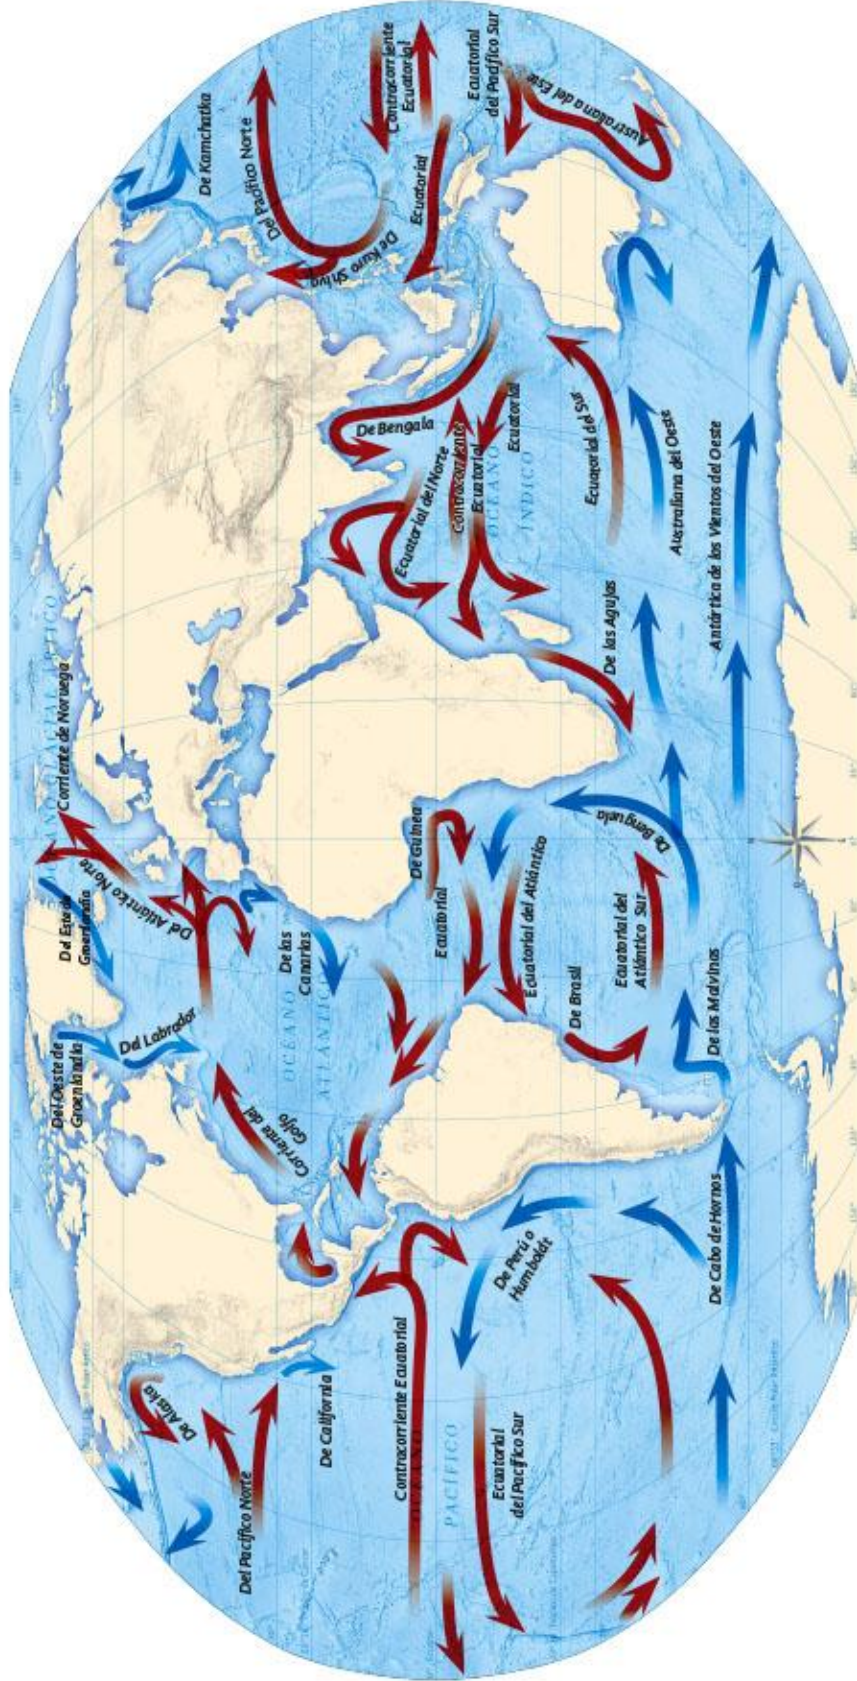 OCÉANO GLACIAL ÁRTICO
Del Oeste de
Groenlandia
Del Este de
Groenlandia
Corriente de Noruega
Del Atlántico Norte
Del Labrador
De Alaska
De Kamchatka
Del Pacífico Norte
Del Pacífico Norte
Corriente del
Golfo
De las
Canarias
OCÉANO
ATLÁNTICO
De California
De Kuro Shivo
De Bengala
Ecuatorial del Norte
Contracorriente Ecuatorial
OCÉANO
PACÍFICO
De Guinea
Ecuatorial
Ecuatorial
Contracorriente
Ecuatorial
Contracorriente
Ecuatorial
Ecuatorial
OCÉANO
ÍNDICO
Ecuatorial
del Pacífico Sur
Ecuatorial
del Pacífico Sur
De Perú o
Humboldt
Ecuatorial del Atlántico
De Brasil
Ecuatorial del
Atlántico Sur
De Benguela
De las Agujas
Ecuatorial del Sur
Australiana del Este
Australiana del Oeste
De Cabo de Hornos
De las Malvinas
Antártica de los Vientos del Oeste